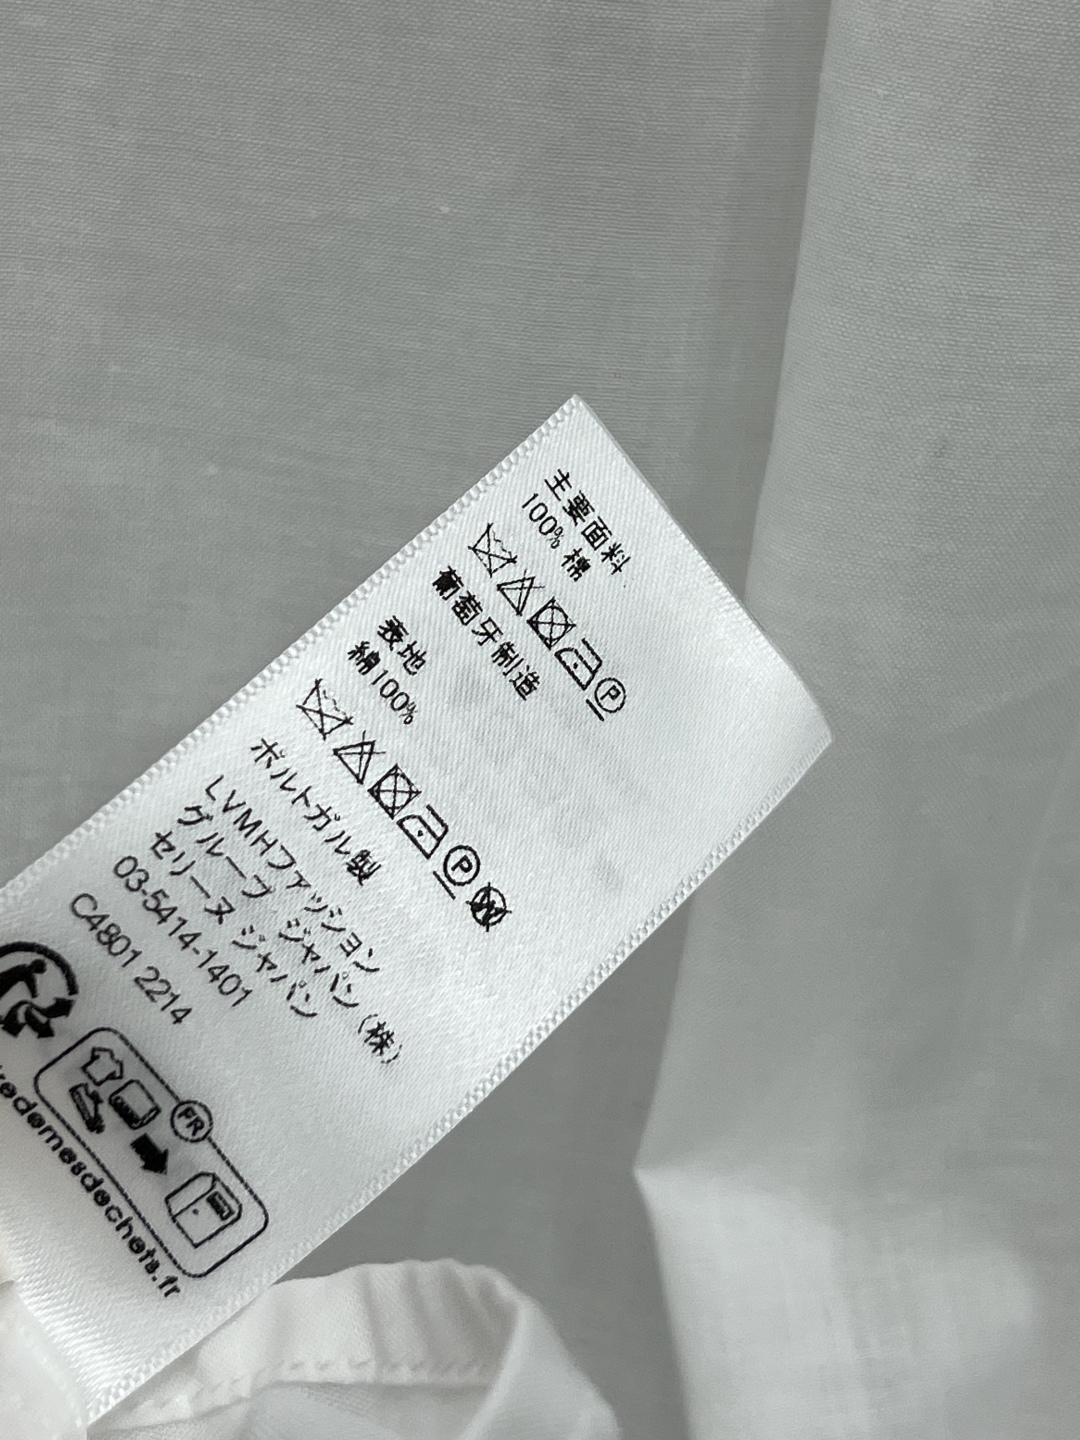 主要面料
100% 棉
P
葡萄牙制造
表地
綿100%
P
W
ポルトガル製
LVMHファッション
グループ ジャパン (株)
セリーヌ ジャパン
03-5414-1401
C4801 2214
FR
redemesdechets.fr